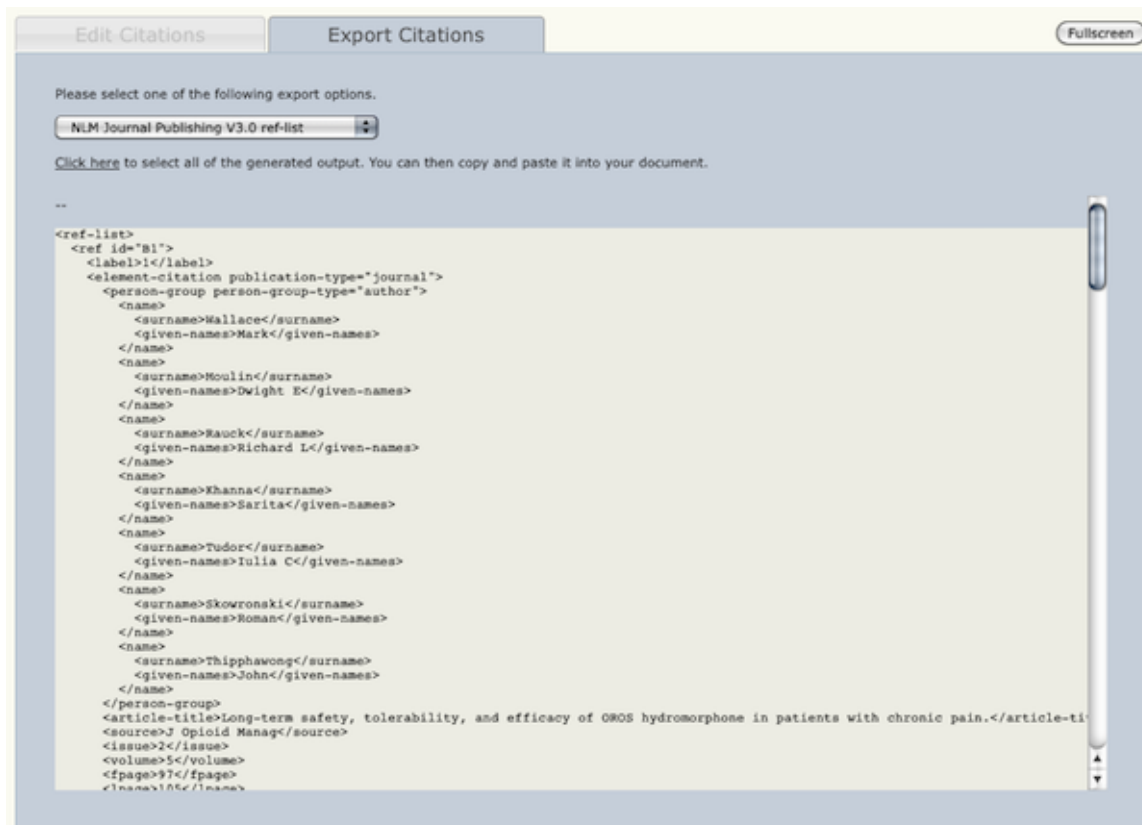 Edit Citations
Export Citations
Fullscreen
Please select one of the following export options.
NLM Journal Publishing V3.0 ref-list
Click here to select all of the generated output. You can then copy and paste it into your document.
--
<ref-list>
<ref id="B1">
<label>1</label>
<element-citation publication-type="journal">
<person-group person-group-type="author">
<name>
<surname>Wallace</surname>
<given-names>Mark</given-names>
</name>
<name>
<surname>Moulin</surname>
<given-names>Dwight E</given-names>
</name>
<name>
<surname>Rauck</surname>
<given-names>Richard L</given-names>
</name>
<name>
<surname>Khanna</surname>
<given-names>Sarita</given-names>
</name>
<name>
<surname>Tudor</surname>
<given-names>Iulia C</given-names>
</name>
<name>
<surname>Skowronski</surname>
<given-names>Roman</given-names>
</name>
<name>
<surname>Thipphawong</surname>
<given-names>John</given-names>
</name>
</person-group>
<article-title>Long-term safety, tolerability, and efficacy of OROS hydromorphone in patients with chronic pain.</article-ti
<source>J Opioid Manag</source>
<issue>2</issue>
<volume>5</volume>
<fpage>97</fpage>
<lpage>105</lpage>